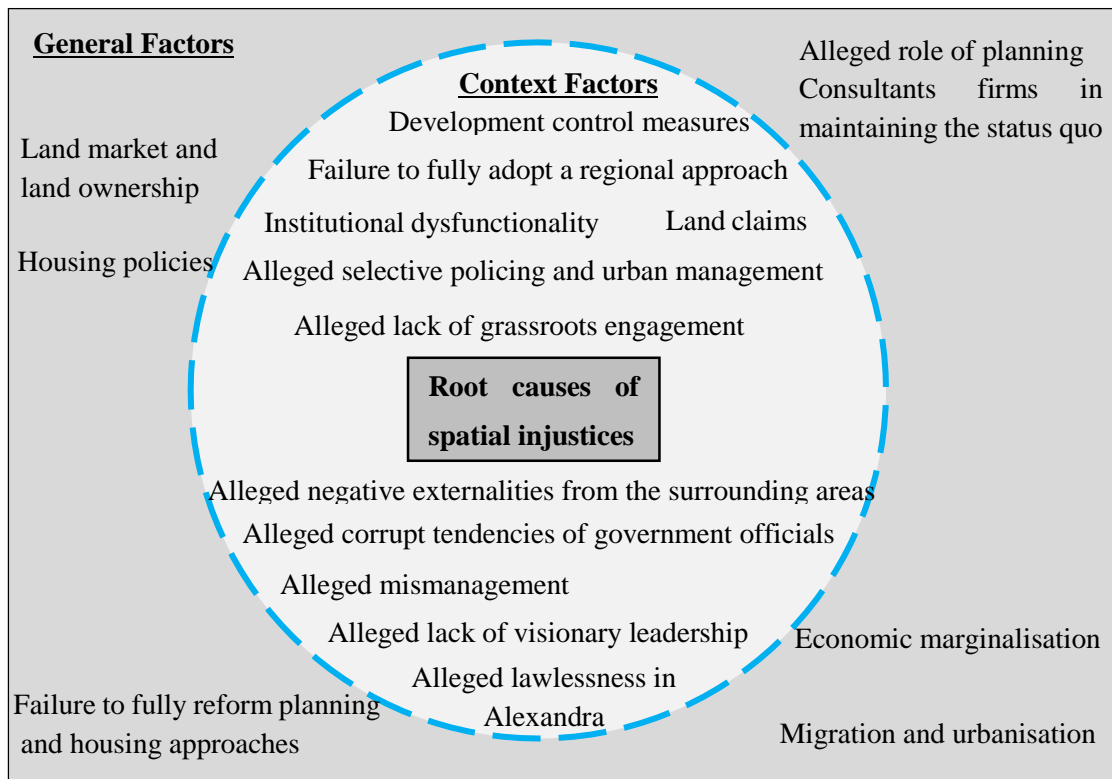 General Factors
Alleged role of planning
Consultants firms in
maintaining the status quo
Context Factors
Development control measures
Land market and
land ownership
Failure to fully adopt a regional approach
Institutional dysfunctionality
Land claims
Housing policies
Alleged selective policing and urban management
Alleged lack of grassroots engagement
Root causes of
spatial injustices
Alleged negative externalities from the surrounding areas
Alleged corrupt tendencies of government officials
Alleged mismanagement
Alleged lack of visionary leadership
Economic marginalisation
Alleged lawlessness in
Alexandra
Failure to fully reform planning
and housing approaches
Migration and urbanisation